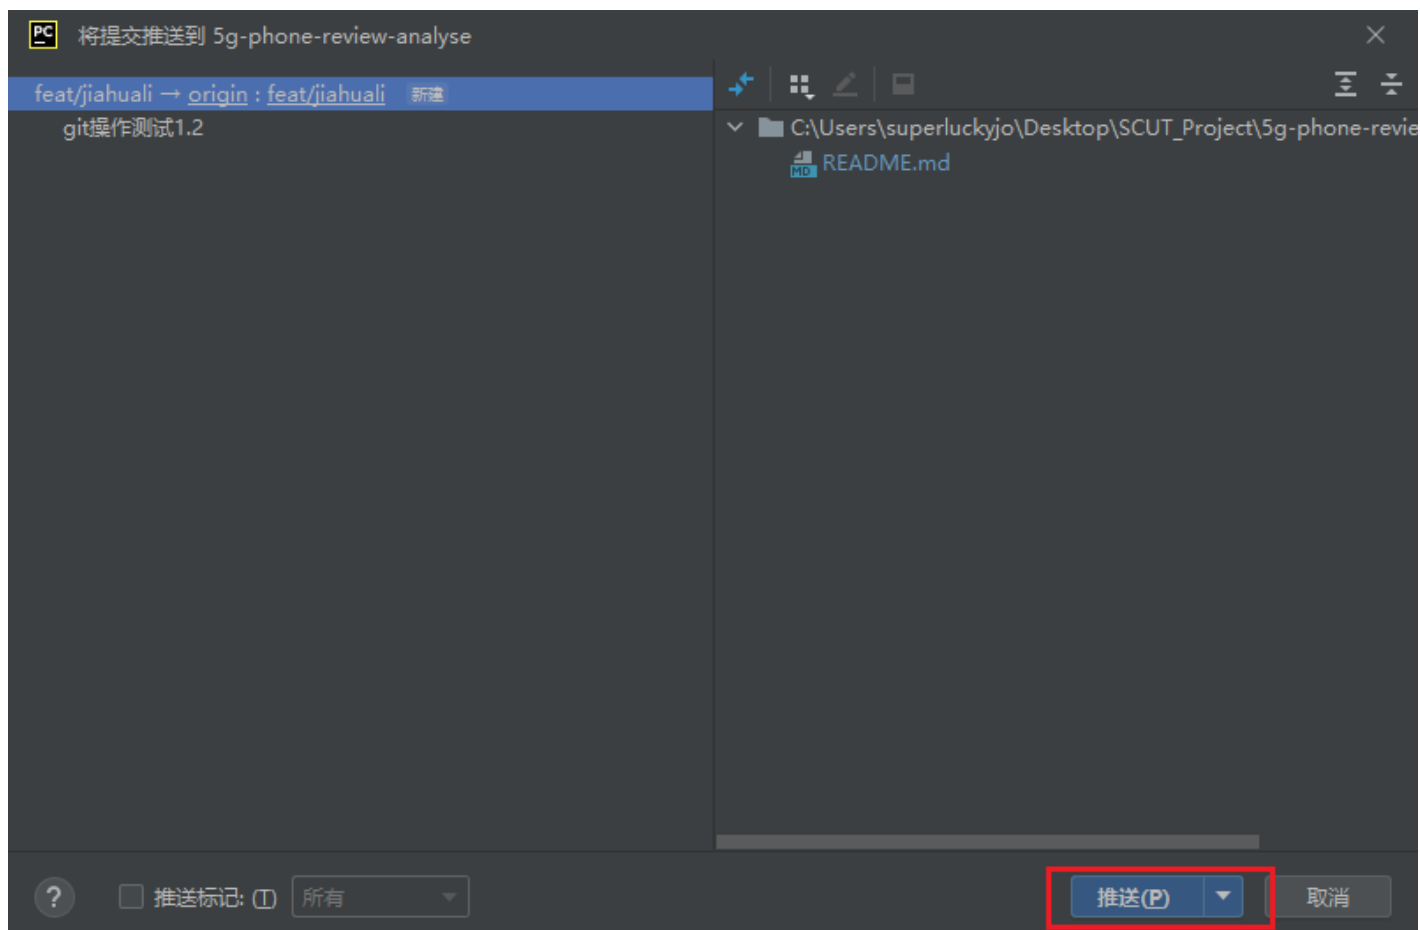 PC 将提交推送到 5g-phone-review-analyse
feat/jiahuali → origin : feat/jiahuali 新建
git操作测试1.2
C:\Users\superluckyjo\Desktop\SCUT_Project\5g-phone-revie
MD README.md
? 推送标记: (T) 所有 推送(P) 取消